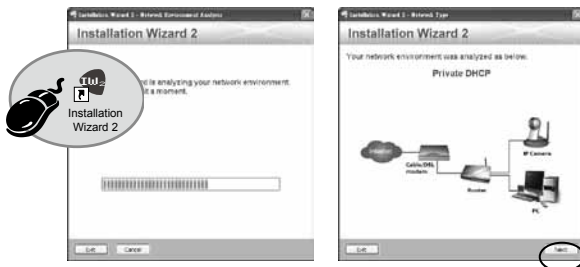 Installation Wizard 2 - Network Environment Analysis
Installation Wizard 2
is analyzing your network environment.
it a moment.
IW2
Installation
Wizard 2
Exit
Cancel
Installation Wizard 2 - Network Type
Installation Wizard 2
Your network environment was analyzed as below.
Private DHCP
Internet
Cable/DSL
modem
IP Camera
Router
PC
Exit
Next